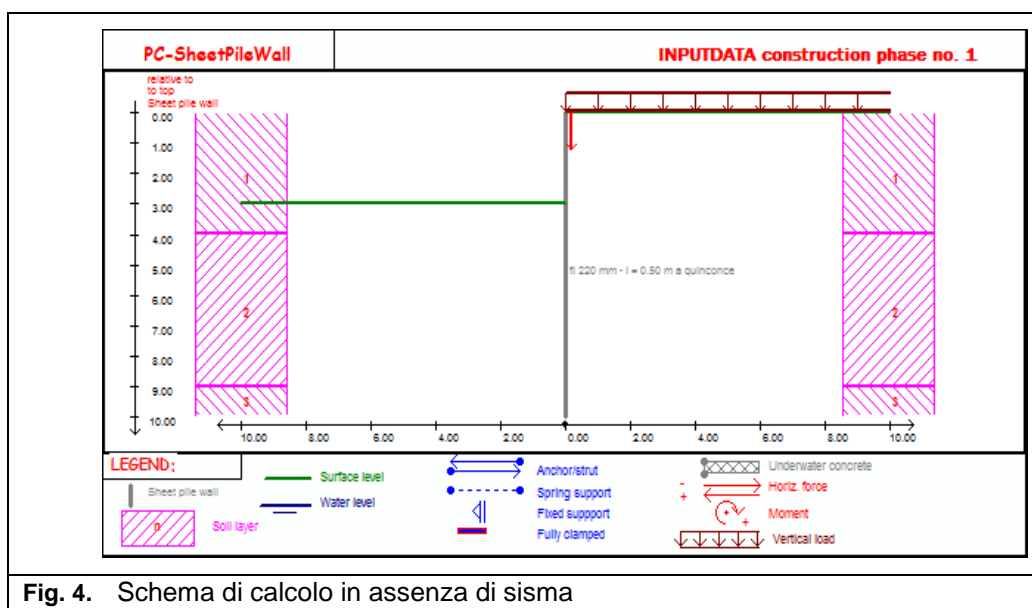 PC-SheetPileWall
INPUTDATA construction phase no. 1
relative to
to top
Sheet pile wall
0.00
1.00
2.00
3.00
4.00
5.00
6.00
7.00
8.00
9.00
10.00
1
2
3
1
2
3
fi 220 mm - i = 0.50 m a quinconce
10.00 8.00 6.00 4.00 2.00 0.00 2.00 4.00 6.00 8.00 10.00
LEGEND:
Sheet pile wall
n
Soil layer
Surface level
Water level
Anchor/strut
Spring support
Fixed suppport
Fully clamped
Underwater concrete
- Horiz. force
+
Moment
+
Vertical load
Fig. 4. Schema di calcolo in assenza di sisma